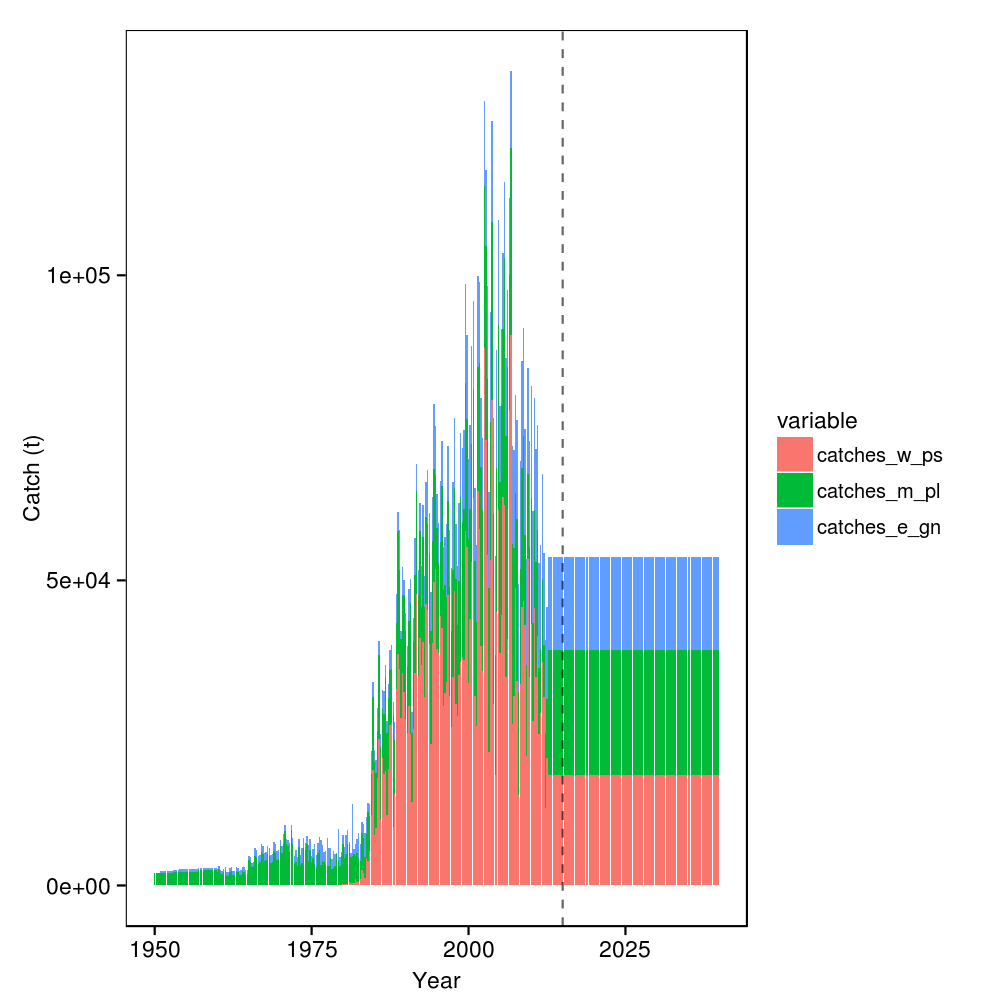 Catch (t)
1e+05
5e+04
0e+00
1950 1975 2000 2025
Year
variable
catches_w_ps
catches_m_pl
catches_e_gn